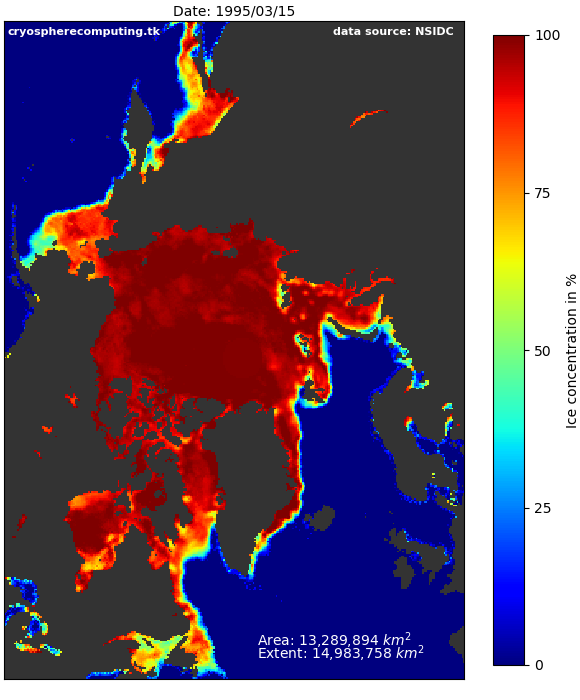 Date: 1995/03/15
cryospherecomputing.tk
data source: NSIDC
100
75
50
25
0
Ice concentration in %
Area: 13,289,894 km²
Extent: 14,983,758 km²